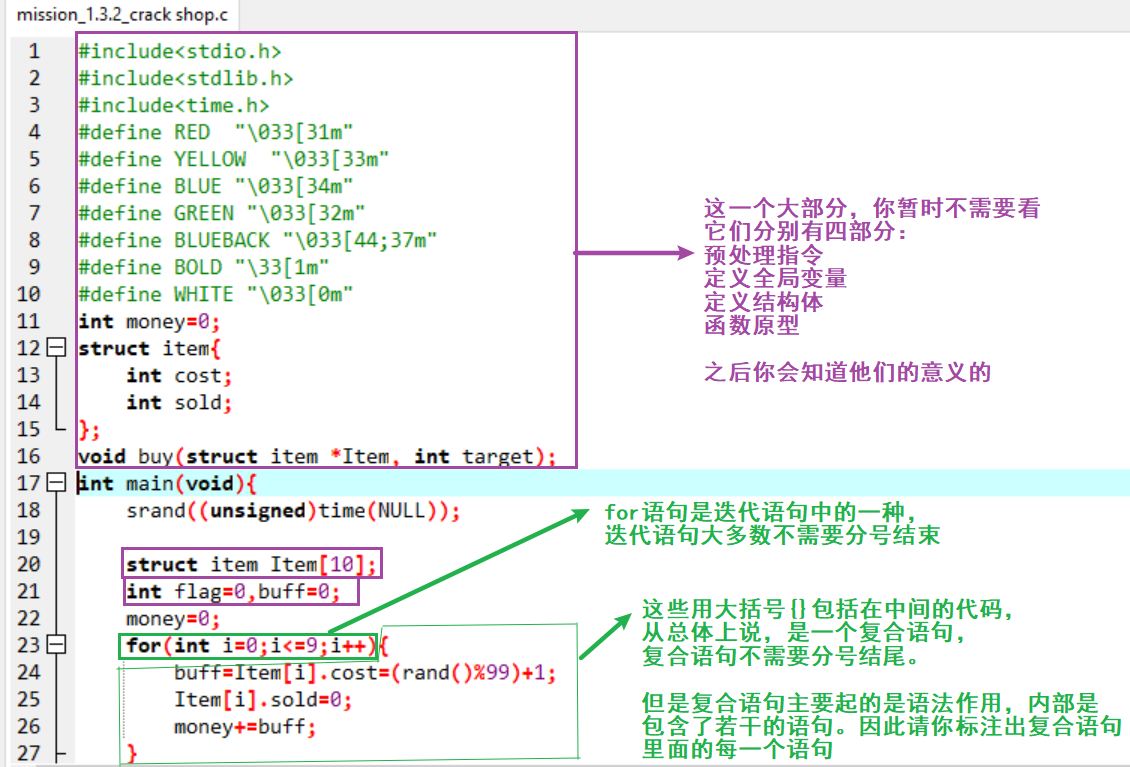 mission_1.3.2_crack shop.c
1 #include<stdio.h>
2 #include<stdlib.h>
3 #include<time.h>
4 #define RED  "\033[31m"
5 #define YELLOW  "\033[33m"
6 #define BLUE "\033[34m"
7 #define GREEN "\033[32m"
8 #define BLUEBACK "\033[44;37m"
9 #define BOLD "\33[1m"
10 #define WHITE "\033[0m"
11 int money=0;
12 struct item{
13     int cost;
14     int sold;
15 };
16 void buy(struct item *Item, int target);
17 int main(void){
18     srand((unsigned)time(NULL));
19
20     struct item Item[10];
21     int flag=0,buff=0;
22     money=0;
23     for(int i=0;i<=9;i++){
24         buff=Item[i].cost=(rand()%99)+1;
25         Item[i].sold=0;
26         money+=buff;
27     }
这一个大部分，你暂时不需要看
它们分别有四部分：
预处理指令
定义全局变量
定义结构体
函数原型
之后你会知道他们的意义的
for语句是迭代语句中的一种，
迭代语句大多数不需要分号结束
这些用大括号{}包括在中间的代码，
从总体上说，是一个复合语句，
复合语句不需要分号结尾。
但是复合语句主要起的是语法作用，内部是
包含了若干的语句。因此请你标注出复合语句
里面的每一个语句